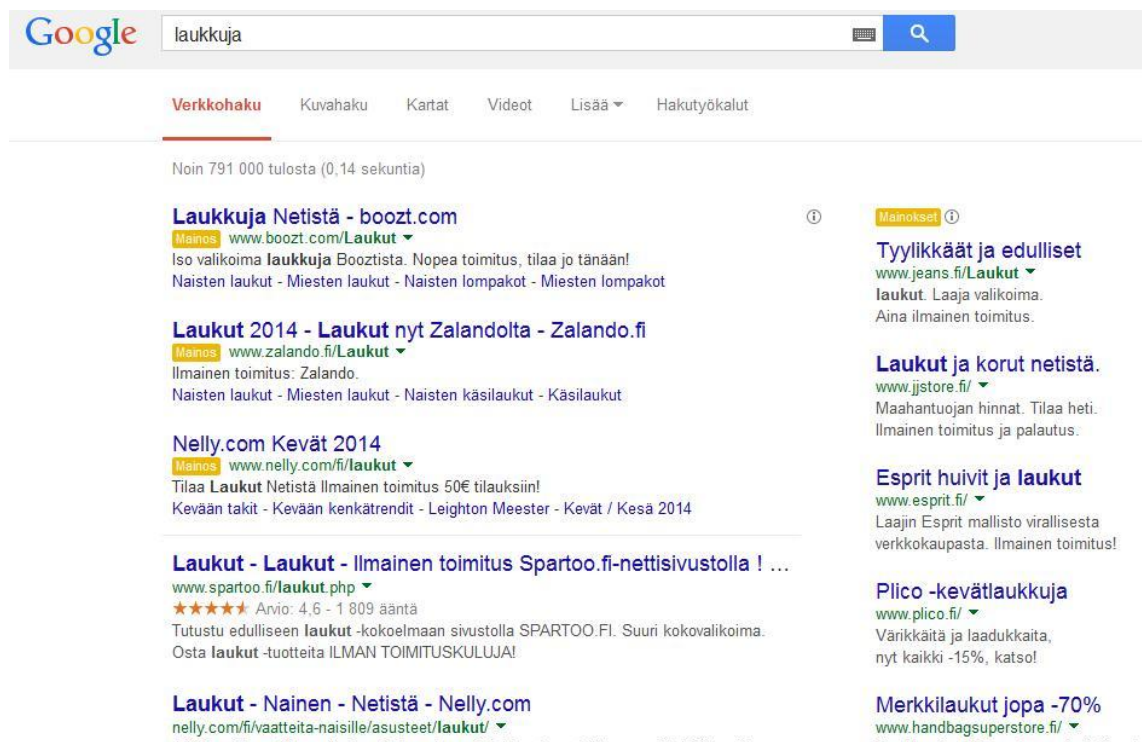 Google
laukkuja
Verkkohaku Kuvahaku Kartat Videot Lisää Hakutyökalut
Noin 791 000 tulosta (0,14 sekuntia)
Laukkuja Netistä - boozt.com
Mainos www.boozt.com/Laukut
Iso valikoima laukkuja Booztista. Nopea toimitus, tilaa jo tänään!
Naisten laukut - Miesten laukut - Naisten lompakot - Miesten lompakot
Laukut 2014 - Laukut nyt Zalandolta - Zalando.fi
Mainos www.zalando.fi/Laukut
Ilmainen toimitus: Zalando.
Naisten laukut - Miesten laukut - Naisten käsilaukut - Käsilaukut
Nelly.com Kevät 2014
Mainos www.nelly.com/fi/laukut
Tilaa Laukut Netistä Ilmainen toimitus 50€ tilauksiin!
Kevään takit - Kevään kenkätrendit - Leighton Meester - Kevät / Kesä 2014
Laukut - Laukut - Ilmainen toimitus Spartoo.fi-nettisivustolla ! ...
www.spartoo.fi/laukut.php
Arvio: 4,6 - 1 809 ääntä
Tutustu edulliseen laukut -kokoelmaan sivustolla SPARTOO.FI. Suuri kokovalikoima.
Osta laukut -tuotteita ILMAN TOIMITUSKULUJA!
Laukut - Nainen - Netistä - Nelly.com
nelly.com/fi/vaatteita-naisille/asusteet/laukut/
Mainokset
Tyylikkäät ja edulliset
www.jeans.fi/Laukut
laukut. Laaja valikoima.
Aina ilmainen toimitus.
Laukut ja korut netistä.
www.jjstore.fi/
Maahantuojan hinnat. Tilaa heti.
Ilmainen toimitus ja palautus.
Esprit huivit ja laukut
www.esprit.fi/
Laajin Esprit mallisto virallisesta
verkkokaupasta. Ilmainen toimitus!
Plico -kevätlaukkuja
www.plico.fi/
Värikkäitä ja laadukkaita,
nyt kaikki -15%, katso!
Merkkilaukut jopa -70%
www.handbagsuperstore.fi/